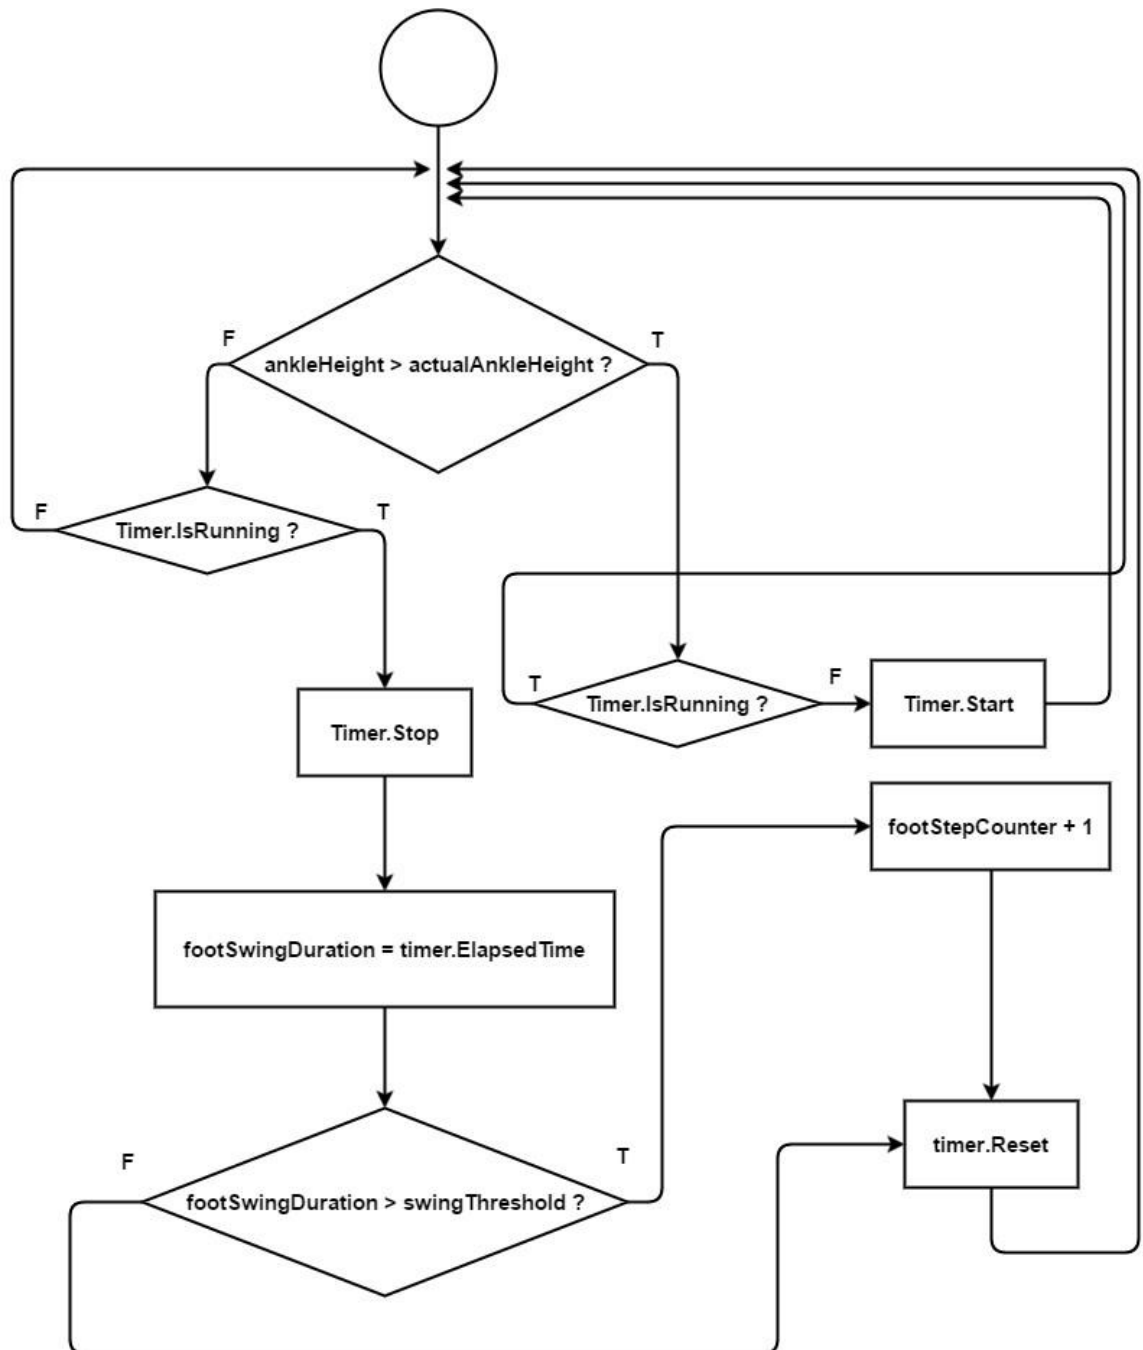 F
T
ankleHeight > actualAnkleHeight ?
F
T
Timer.IsRunning ?
T
F
Timer.IsRunning ?
Timer.Start
Timer.Stop
footStepCounter + 1
footSwingDuration = timer.ElapsedTime
timer.Reset
F
T
footSwingDuration > swingThreshold ?